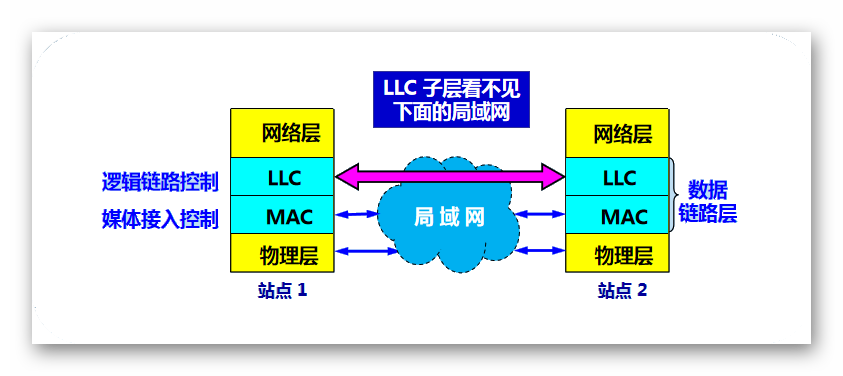 LLC 子层看不见
下面的局域网
网络层
网络层
逻辑链路控制
LLC
LLC
数据
链路层
媒体接入控制
MAC
局域网
MAC
物理层
物理层
站点 1
站点 2